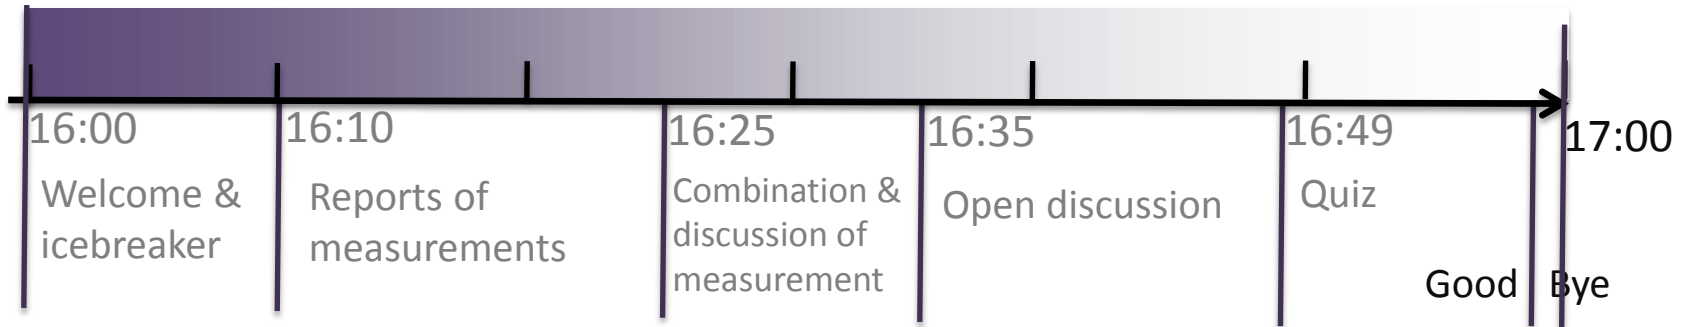 16:00
16:10
16:25
16:35
16:49
17:00
Welcome &
icebreaker
Reports of
measurements
Combination &
discussion of
measurement
Open discussion
Quiz
Good Bye